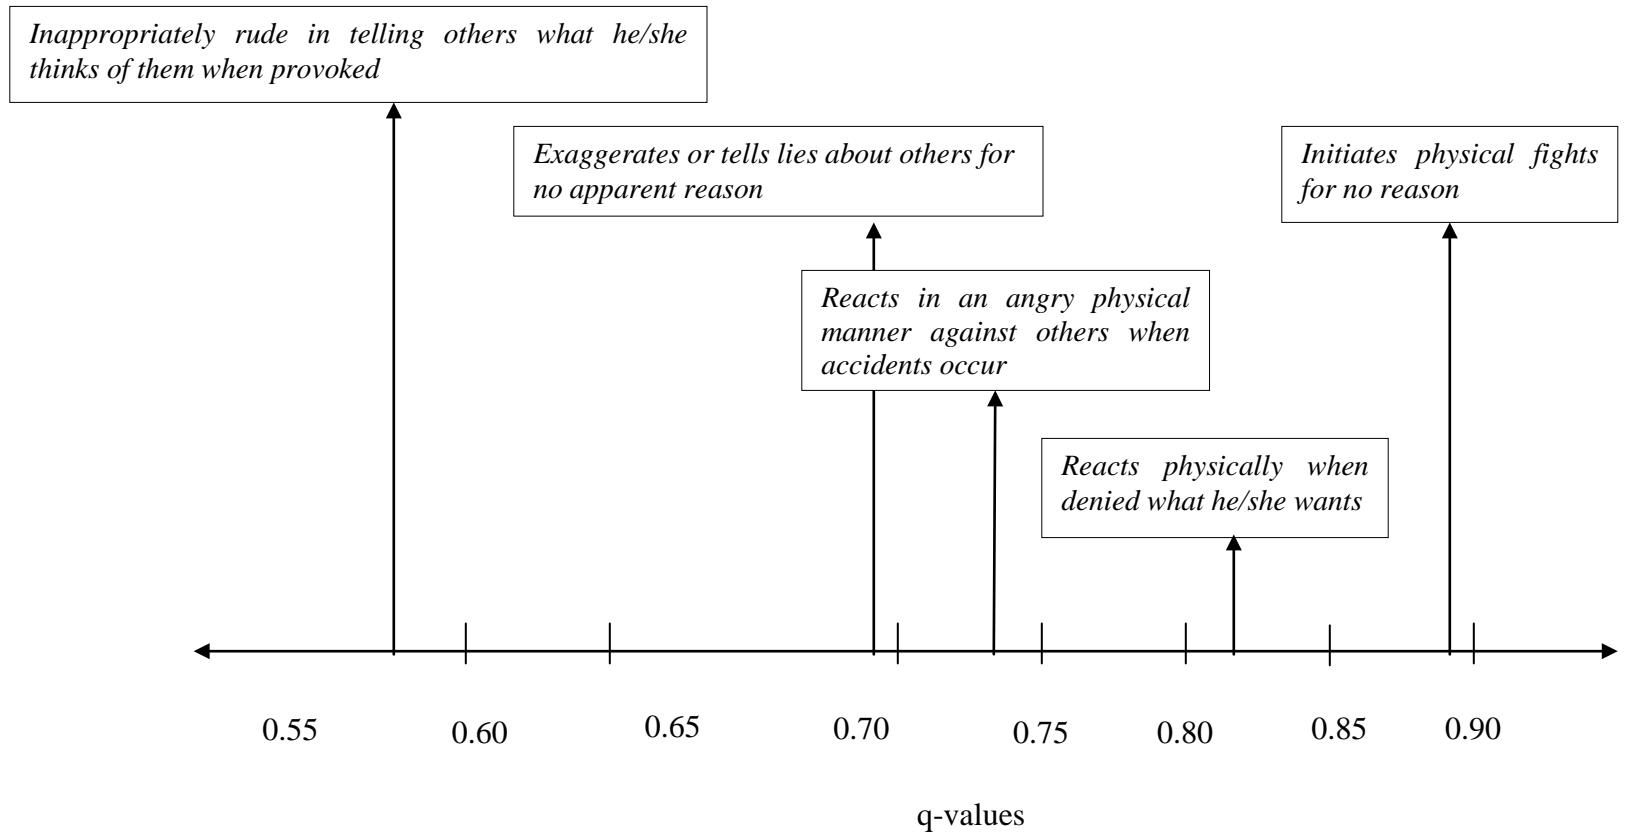 Inappropriately rude in telling others what he/she
thinks of them when provoked
Exaggerates or tells lies about others for
no apparent reason
Initiates physical fights
for no reason
Reacts in an angry physical
manner against others when
accidents occur
Reacts physically when
denied what he/she wants
0.55
0.60
0.65
0.70
0.75
0.80
0.85
0.90
q-values